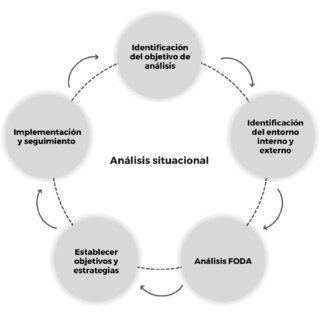 Identificación
del objetivo de
análisis
Identificación
del entorno
interno y
externo
Análisis FODA
Establecer
objetivos y
estrategias
Implementación
y seguimiento
Análisis situacional